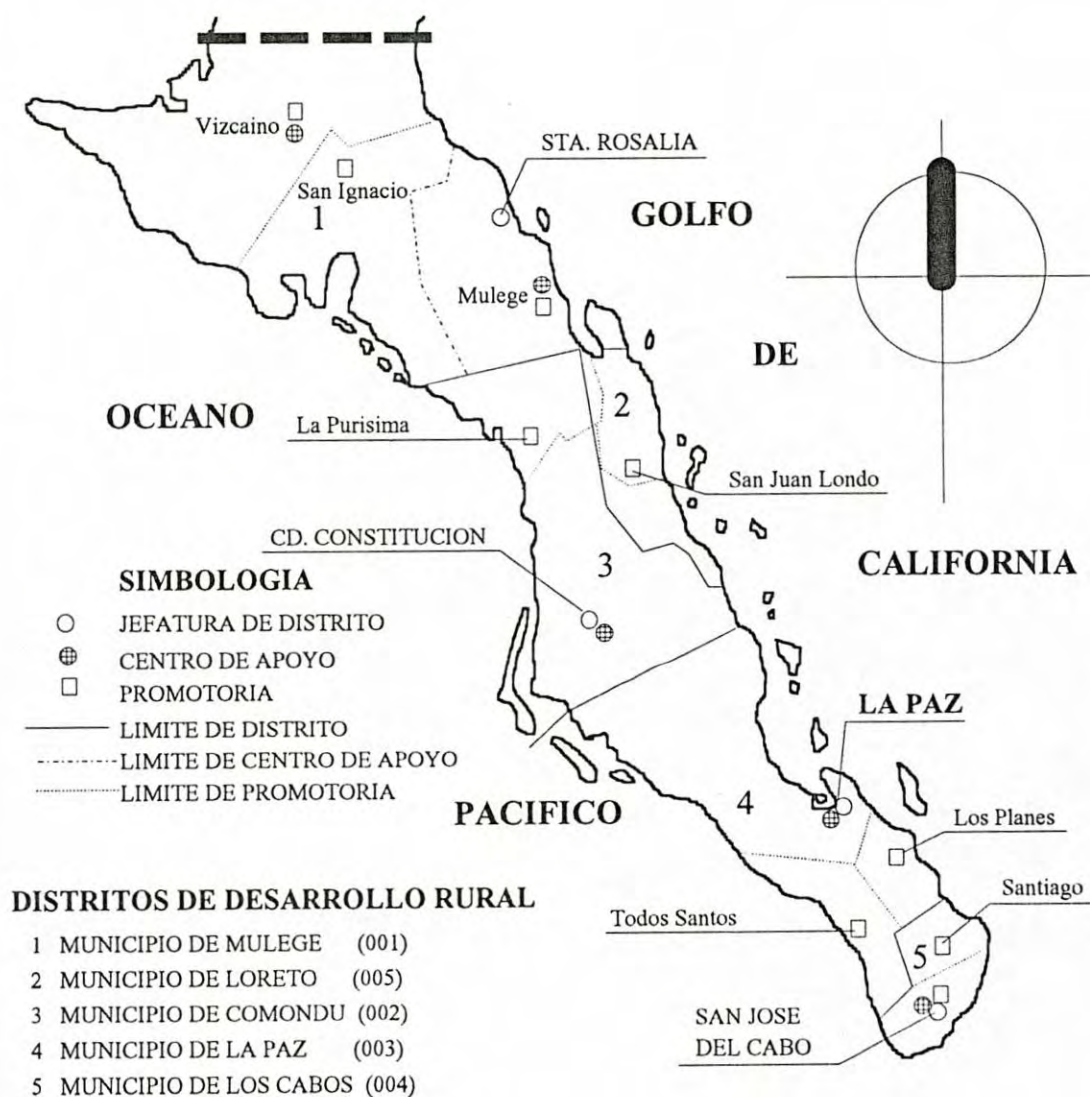 Vizcaino
STA. ROSALIA
San Ignacio
1
GOLFO
Mulege
DE
2
OCEANO
La Purisima
San Juan Londo
CD. CONSTITUCION
3
CALIFORNIA
SIMBOLOGIA
JEFATURA DE DISTRITO
CENTRO DE APOYO
PROMOTORIA
LIMITE DE DISTRITO
LIMITE DE CENTRO DE APOYO
LIMITE DE PROMOTORIA
LA PAZ
4
PACIFICO
Los Planes
Santiago
Todos Santos
5
SAN JOSE
DEL CABO
DISTRITOS DE DESARROLLO RURAL
1 MUNICIPIO DE MULEGE (001)
2 MUNICIPIO DE LORETO (005)
3 MUNICIPIO DE COMONDU (002)
4 MUNICIPIO DE LA PAZ (003)
5 MUNICIPIO DE LOS CABOS (004)